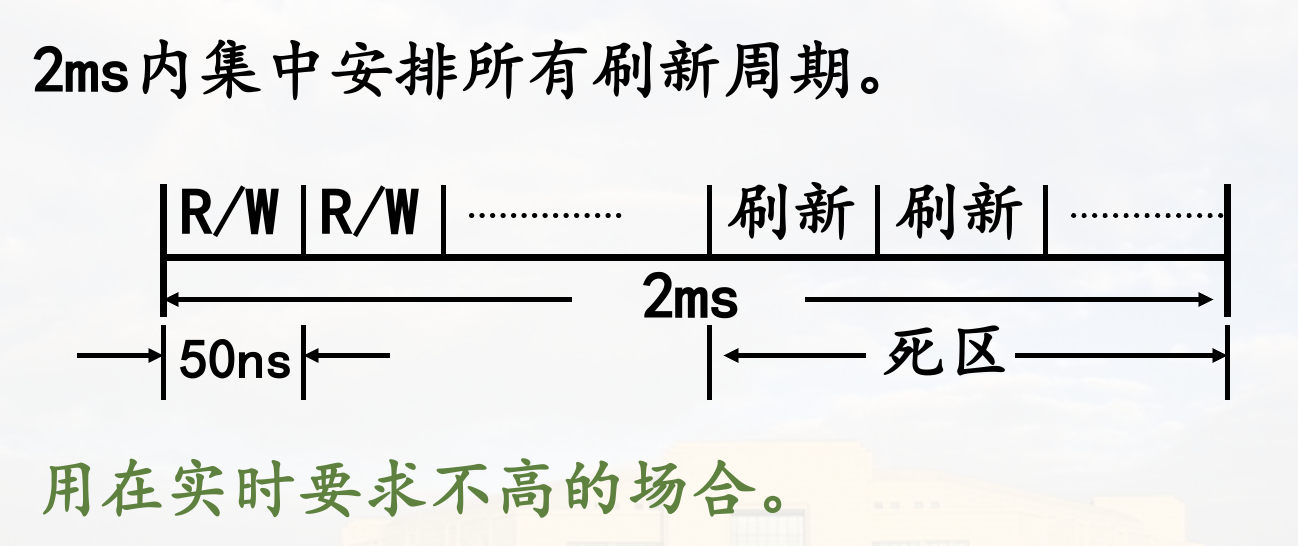 2ms内集中安排所有刷新周期。
R/W R/W ............... 刷新 刷新 ...............
2ms
50ns 死区
用在实时要求不高的场合。